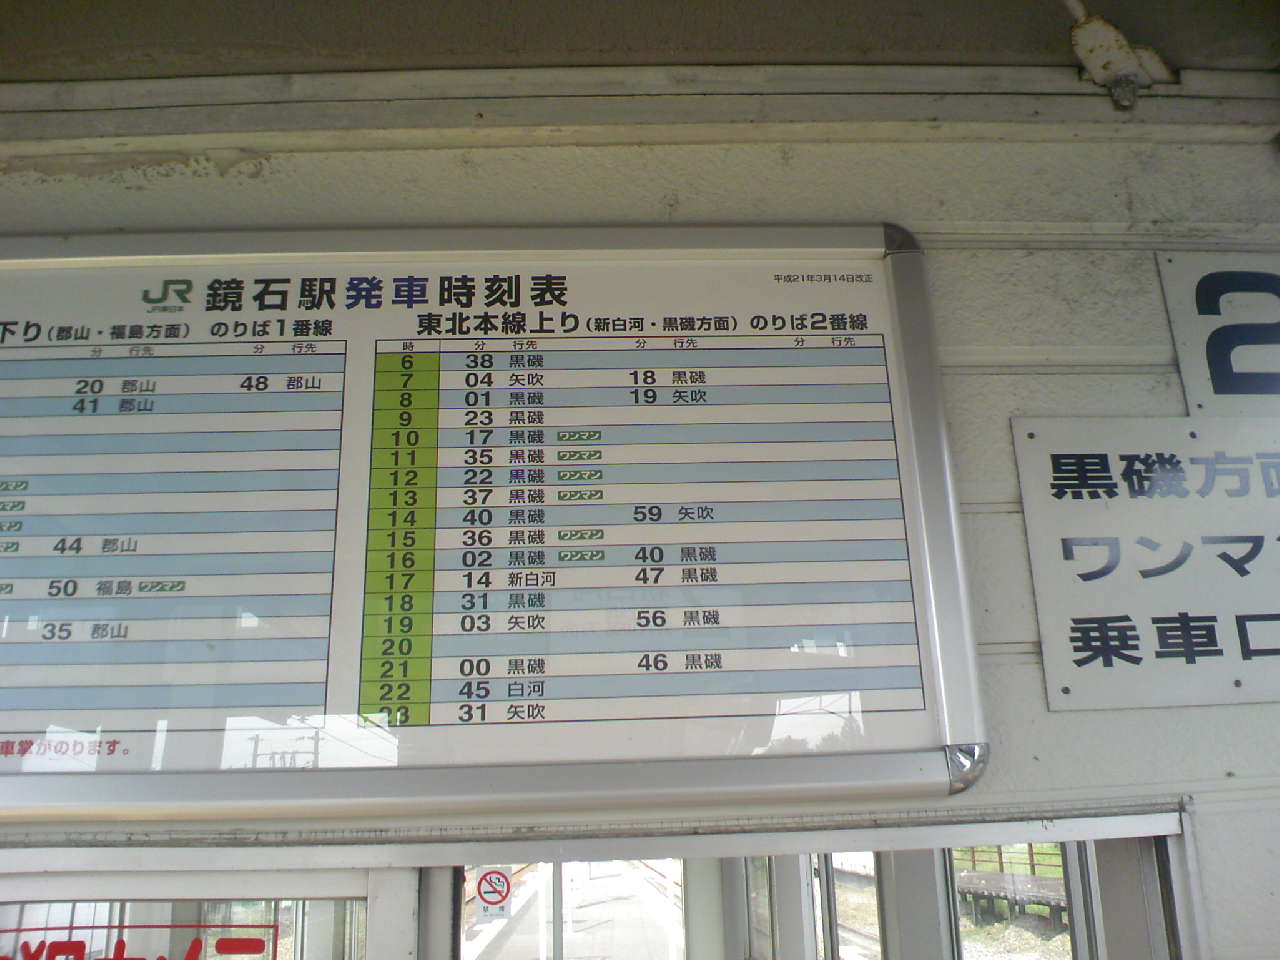 JR 鏡石駅発車時刻表
JR東日本
平成21年3月14日改正
下り(郡山・福島方面) のりば1番線
分 行先 分 行先
20 郡山 48 郡山
41 郡山
44 郡山
50 福島 ワンマン
35 郡山
車掌がのります。
東北本線上り(新白河・黒磯方面) のりば2番線
時 分 行先 分 行先 分 行先
6 38 黒磯
7 04 矢吹 18 黒磯
8 01 黒磯 19 矢吹
9 23 黒磯
10 17 黒磯 ワンマン
11 35 黒磯 ワンマン
12 22 黒磯 ワンマン
13 37 黒磯 ワンマン
14 40 黒磯 59 矢吹
15 36 黒磯 ワンマン
16 02 黒磯 ワンマン 40 黒磯
17 14 新白河 47 黒磯
18 31 黒磯
19 03 矢吹 56 黒磯
20
21 00 黒磯 46 黒磯
22 45 白河
23 31 矢吹
2
黒磯方面
ワンマン
乗車口
禁煙